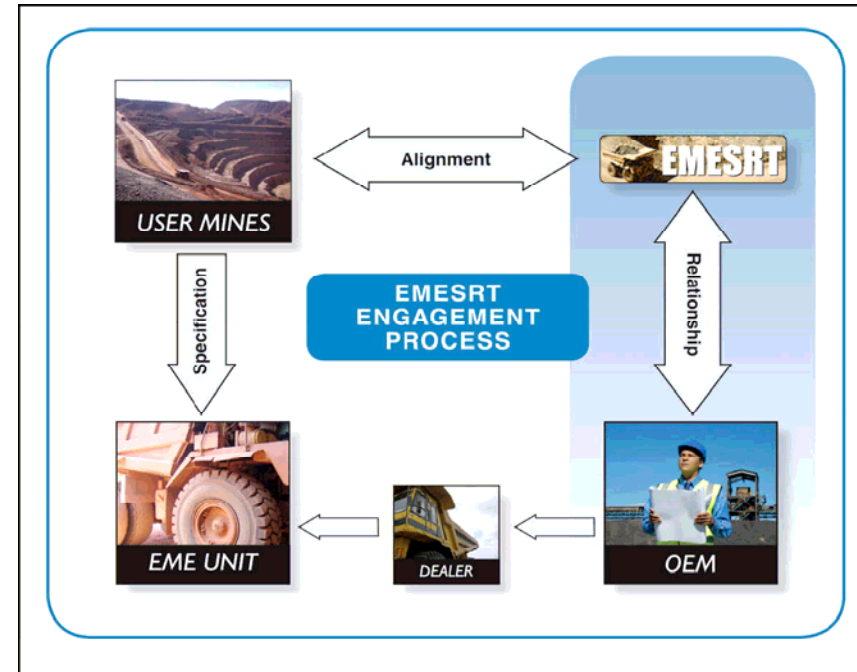 Alignment
EMESRT
USER MINES
Specification
EMESRT
ENGAGEMENT
PROCESS
Relationship
EME UNIT
DEALER
OEM